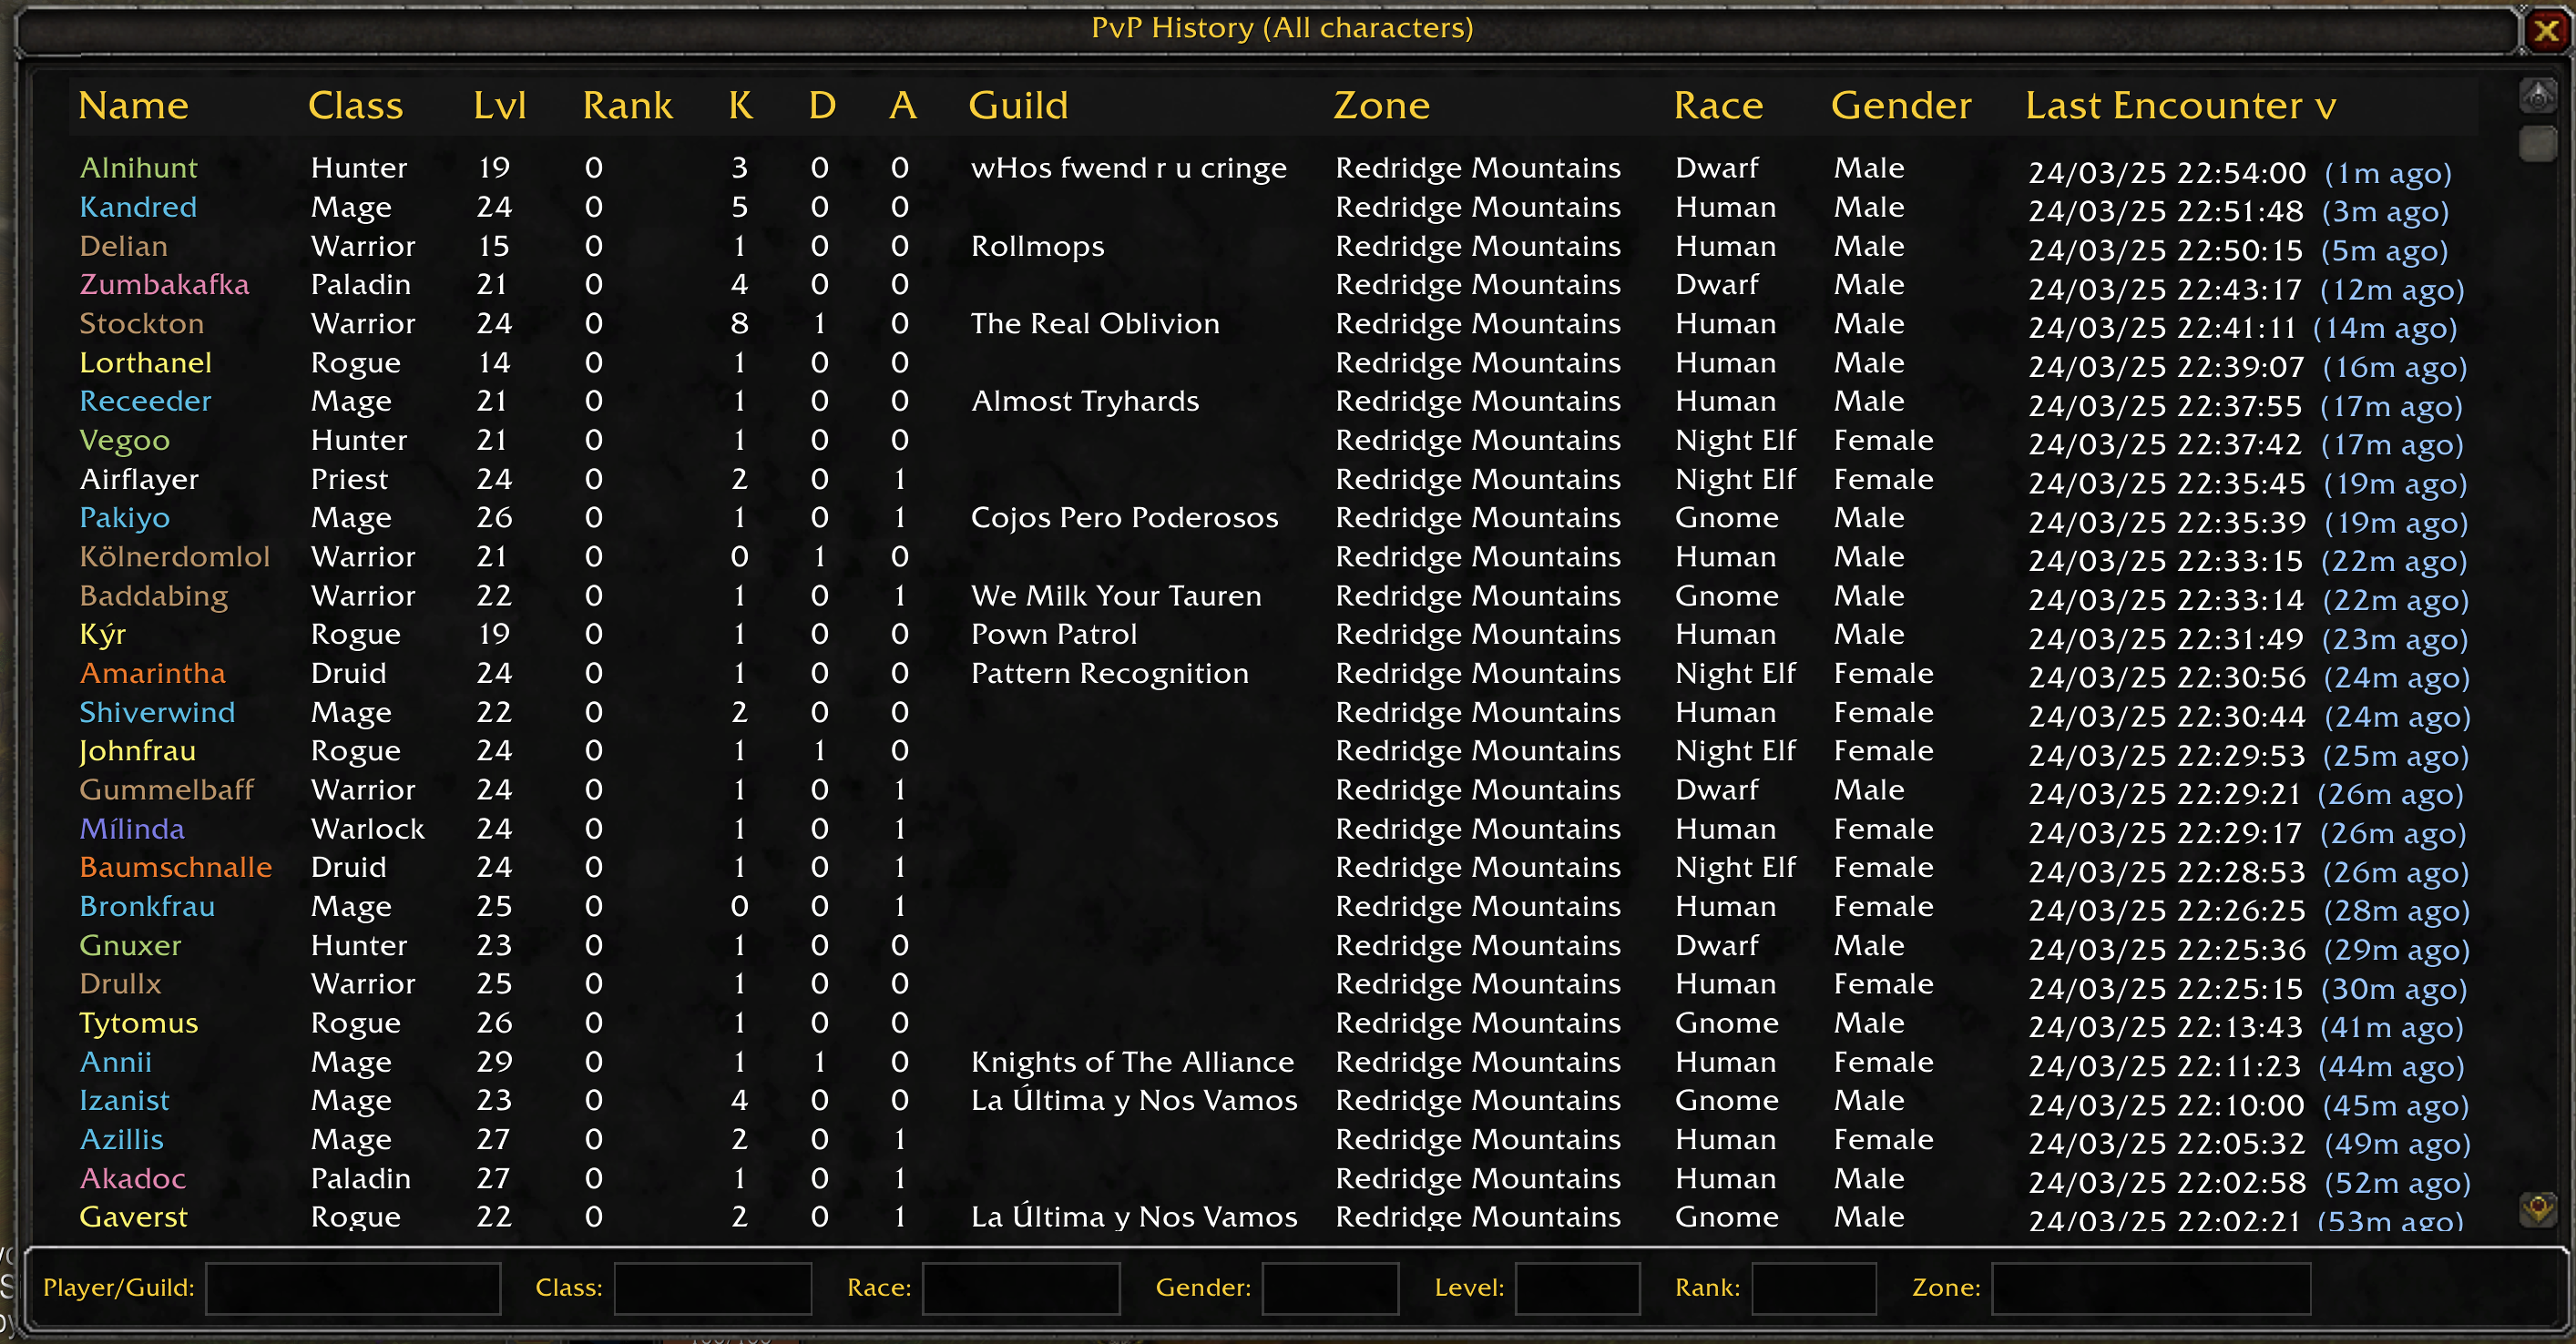 PvP History (All characters)
Name Class Lvl Rank K D A Guild Zone Race Gender Last Encounter v
Alnihunt Hunter 19 0 3 0 0 wHos fwend r u cringe Redridge Mountains Dwarf Male 24/03/25 22:54:00 (1m ago)
Kandred Mage 24 0 5 0 0 Redridge Mountains Human Male 24/03/25 22:51:48 (3m ago)
Delian Warrior 15 0 1 0 0 Rollmops Redridge Mountains Human Male 24/03/25 22:50:15 (5m ago)
Zumbakafka Paladin 21 0 4 0 0 Redridge Mountains Dwarf Male 24/03/25 22:43:17 (12m ago)
Stockton Warrior 24 0 8 1 0 The Real Oblivion Redridge Mountains Human Male 24/03/25 22:41:11 (14m ago)
Lorthanel Rogue 14 0 1 0 0 Redridge Mountains Human Male 24/03/25 22:39:07 (16m ago)
Receeder Mage 21 0 1 0 0 Almost Tryhards Redridge Mountains Human Male 24/03/25 22:37:55 (17m ago)
Vegoo Hunter 21 0 1 0 0 Redridge Mountains Night Elf Female 24/03/25 22:37:42 (17m ago)
Airflayer Priest 24 0 2 0 1 Redridge Mountains Night Elf Female 24/03/25 22:35:45 (19m ago)
Pakiyo Mage 26 0 1 0 1 Cojos Pero Poderosos Redridge Mountains Gnome Male 24/03/25 22:35:39 (19m ago)
Kölnerdomlol Warrior 21 0 0 1 0 Redridge Mountains Human Male 24/03/25 22:33:15 (22m ago)
Baddabing Warrior 22 0 1 0 1 We Milk Your Tauren Redridge Mountains Gnome Male 24/03/25 22:33:14 (22m ago)
Kýr Rogue 19 0 1 0 0 Pown Patrol Redridge Mountains Human Male 24/03/25 22:31:49 (23m ago)
Amarintha Druid 24 0 1 0 0 Pattern Recognition Redridge Mountains Night Elf Female 24/03/25 22:30:56 (24m ago)
Shiverwind Mage 22 0 2 0 0 Redridge Mountains Human Female 24/03/25 22:30:44 (24m ago)
Johnfrau Rogue 24 0 1 1 0 Redridge Mountains Night Elf Female 24/03/25 22:29:53 (25m ago)
Gummelbaff Warrior 24 0 1 0 1 Redridge Mountains Dwarf Male 24/03/25 22:29:21 (26m ago)
Mílinda Warlock 24 0 1 0 1 Redridge Mountains Human Female 24/03/25 22:29:17 (26m ago)
Baumschnalle Druid 24 0 1 0 1 Redridge Mountains Night Elf Female 24/03/25 22:28:53 (26m ago)
Bronkfrau Mage 25 0 0 0 1 Redridge Mountains Human Female 24/03/25 22:26:25 (28m ago)
Gnuxer Hunter 23 0 1 0 0 Redridge Mountains Dwarf Male 24/03/25 22:25:36 (29m ago)
Drullx Warrior 25 0 1 0 0 Redridge Mountains Human Female 24/03/25 22:25:15 (30m ago)
Tytomus Rogue 26 0 1 0 0 Redridge Mountains Gnome Male 24/03/25 22:13:43 (41m ago)
Annii Mage 29 0 1 1 0 Knights of The Alliance Redridge Mountains Human Female 24/03/25 22:11:23 (44m ago)
Izanist Mage 23 0 4 0 0 La Última y Nos Vamos Redridge Mountains Gnome Male 24/03/25 22:10:00 (45m ago)
Azillis Mage 27 0 2 0 1 Redridge Mountains Human Female 24/03/25 22:05:32 (49m ago)
Akadoc Paladin 27 0 1 0 1 Redridge Mountains Human Male 24/03/25 22:02:58 (52m ago)
Gaverst Rogue 22 0 2 0 1 La Última y Nos Vamos Redridge Mountains Gnome Male 24/03/25 22:02:21 (53m ago)
Player/Guild: Class: Race: Gender: Level: Rank: Zone: